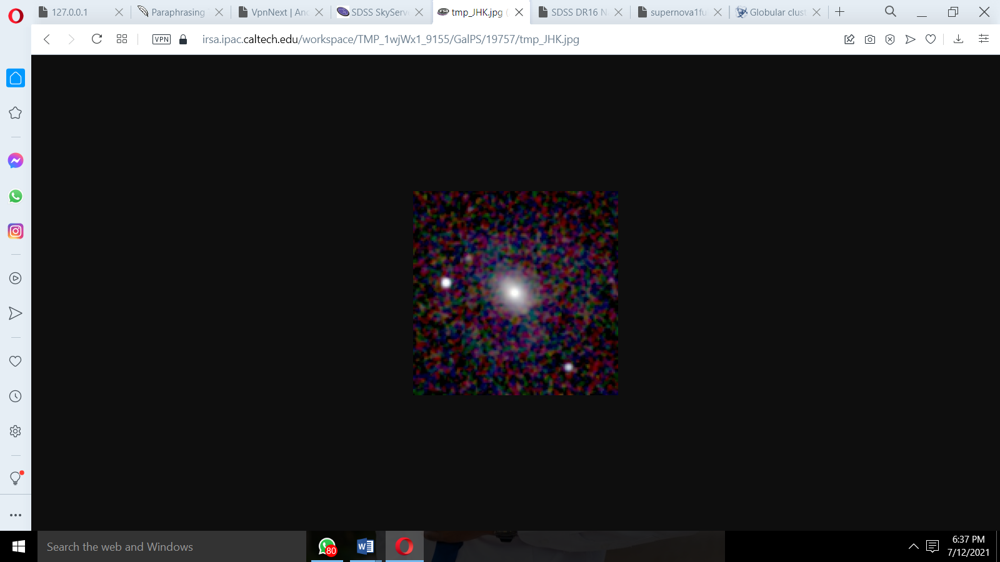 127.0.0.1
Paraphrasing
VpnNext | An
SDSS SkyServ
tmp_JHK.jpg (
SDSS DR16 N
supernova1fu
Globular clust
VPN
irsa.ipac.caltech.edu/workspace/TMP_1wjWx1_9155/GalPS/19757/tmp_JHK.jpg
Search the web and Windows
80
W
6:37 PM
7/12/2021